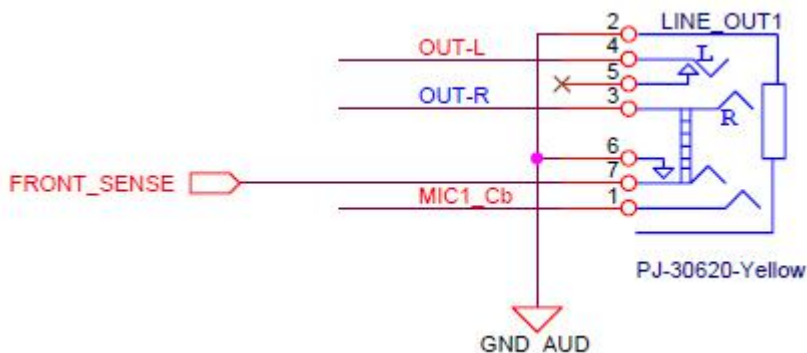 2 LINE_OUT1
OUT-L 4 L
5
OUT-R 3 R
6
FRONT_SENSE 7
MIC1_Cb 1
PJ-30620-Yellow
GND_AUD